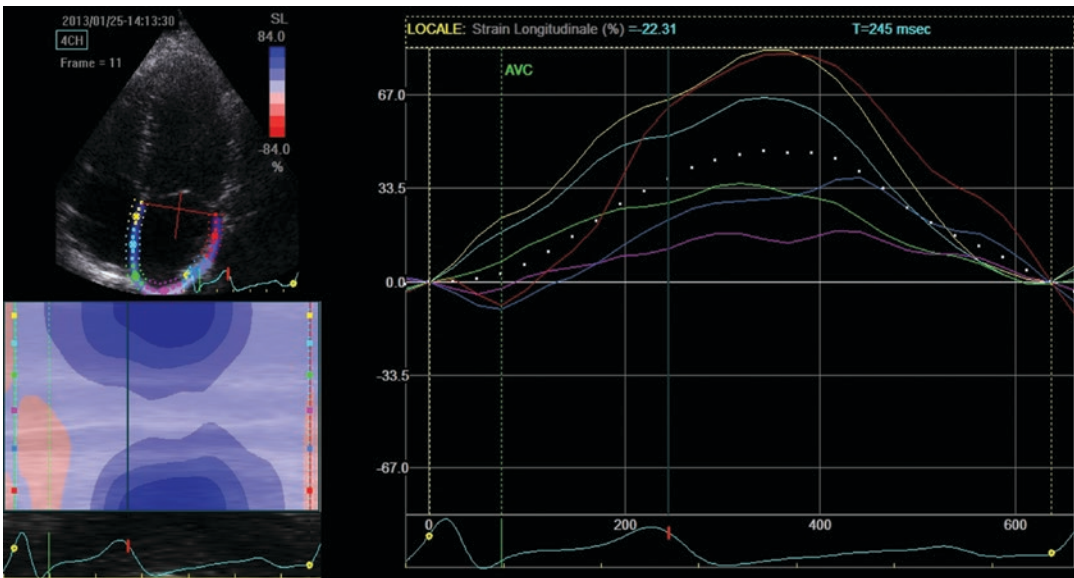 2013/01/25-14:13:30
SL
4CH
84.0
Frame = 11
-84.0
%
LOCALE: Strain Longitudinale (%) =-22.31 T=245 msec
AVC
67.0
33.5
0.0
-33.5
-67.0
0 200 400 600